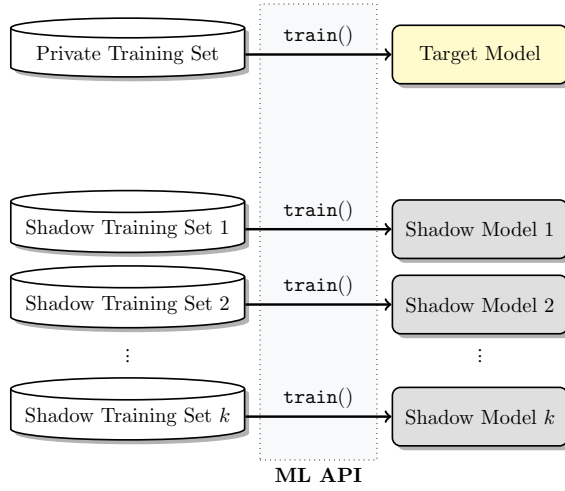 Private Training Set train() Target Model
Shadow Training Set 1 train() Shadow Model 1
Shadow Training Set 2 train() Shadow Model 2
⋮ ⋮
Shadow Training Set k train() Shadow Model k
ML API